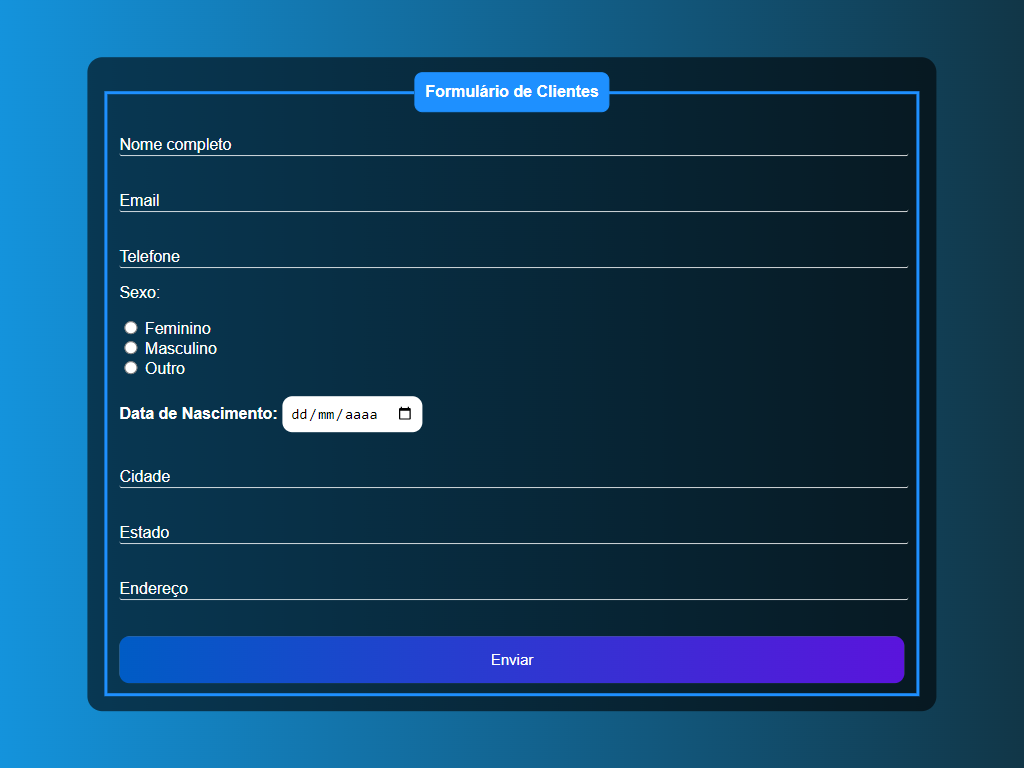 Formulário de Clientes
Nome completo
Email
Telefone
Sexo:
Feminino
Masculino
Outro
Data de Nascimento: dd/mm/aaaa
Cidade
Estado
Endereço
Enviar